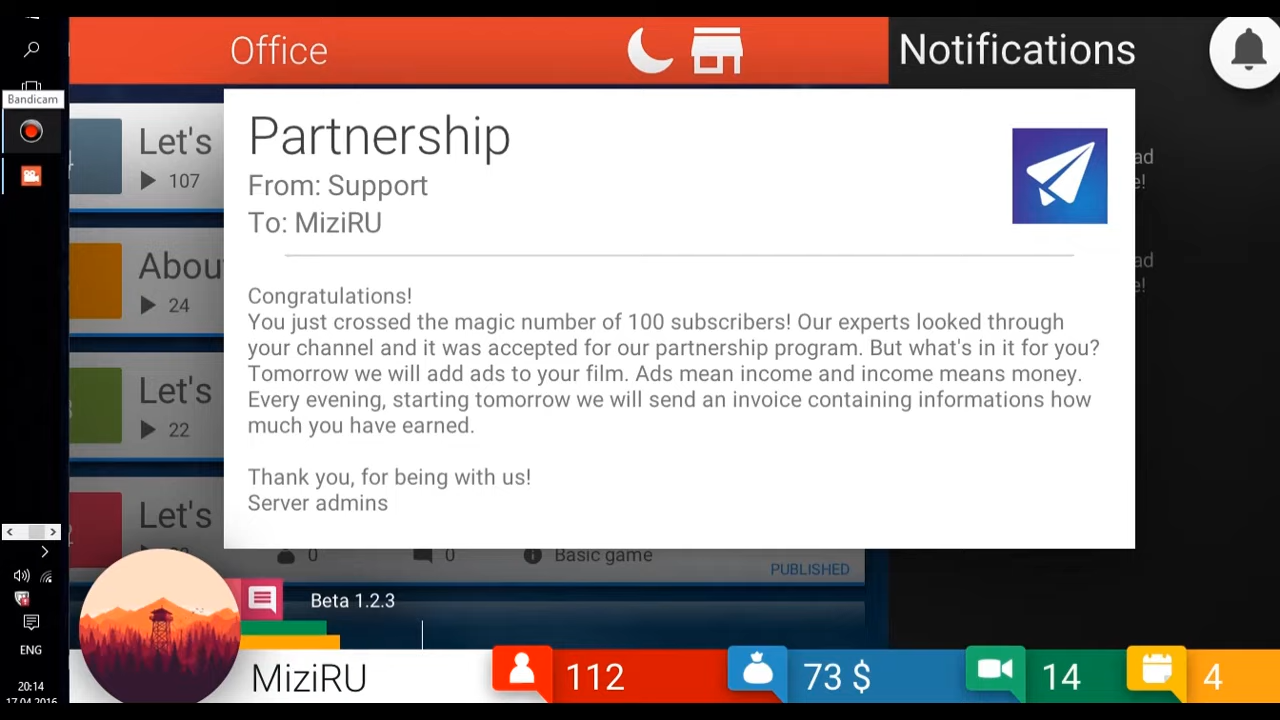 Office
Notifications
Bandicam
Partnership
From: Support
To: MiziRU
Let's
107
Abou
24
Let's
22
Let's
ad
e!
ad
e!
Congratulations!
You just crossed the magic number of 100 subscribers! Our experts looked through
your channel and it was accepted for our partnership program. But what's in it for you?
Tomorrow we will add ads to your film. Ads mean income and income means money.
Every evening, starting tomorrow we will send an invoice containing informations how
much you have earned.
Thank you, for being with us!
Server admins
0
0
Basic game
PUBLISHED
Beta 1.2.3
MiziRU
112
73 $
14
4
ENG
20:14
17.04.2016